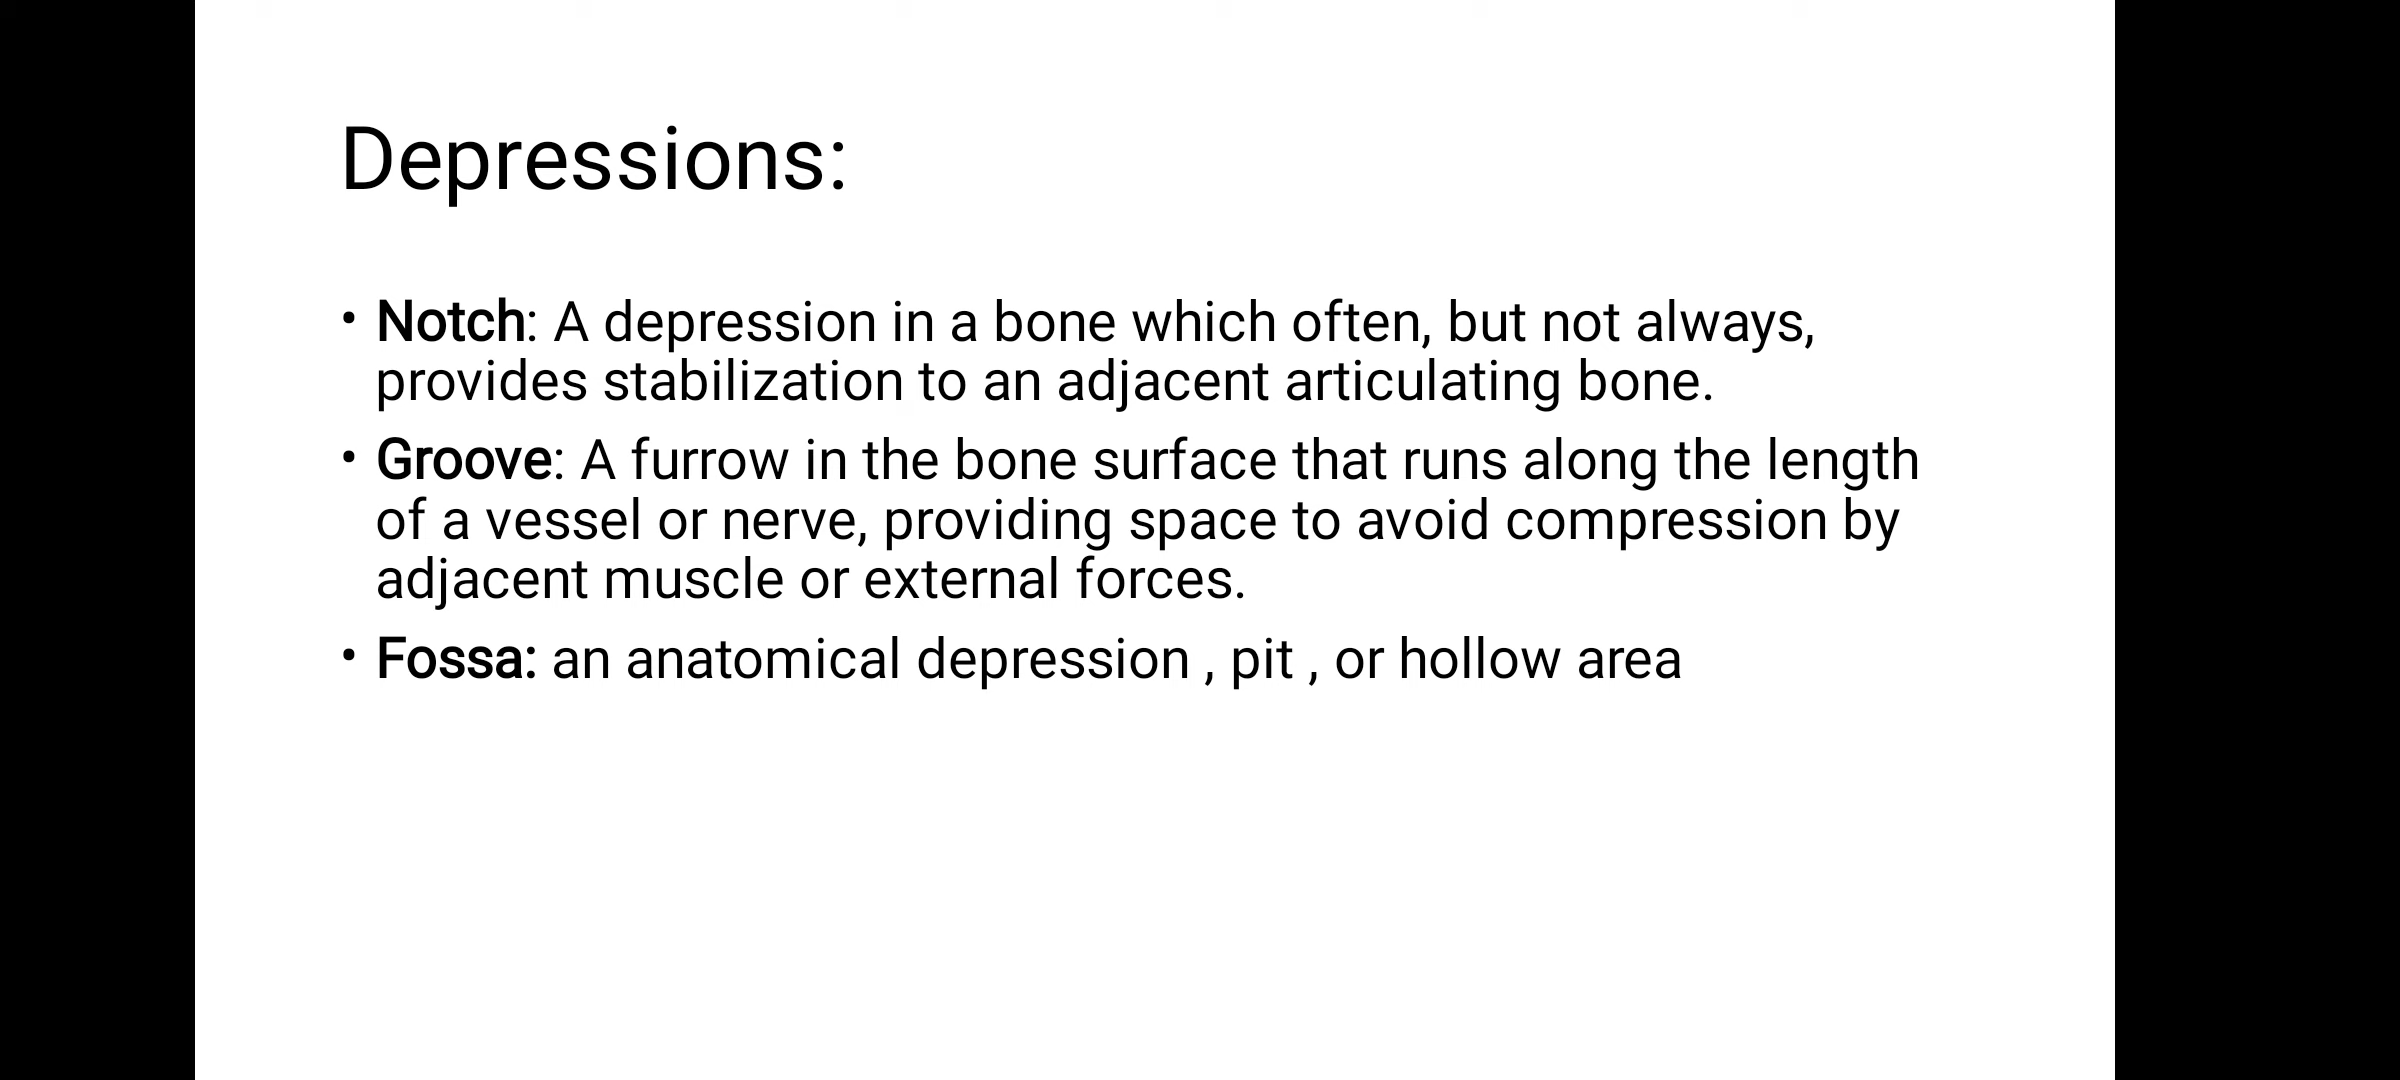 Depressions:
• Notch: A depression in a bone which often, but not always,
provides stabilization to an adjacent articulating bone.
• Groove: A furrow in the bone surface that runs along the length
of a vessel or nerve, providing space to avoid compression by
adjacent muscle or external forces.
• Fossa: an anatomical depression , pit , or hollow area